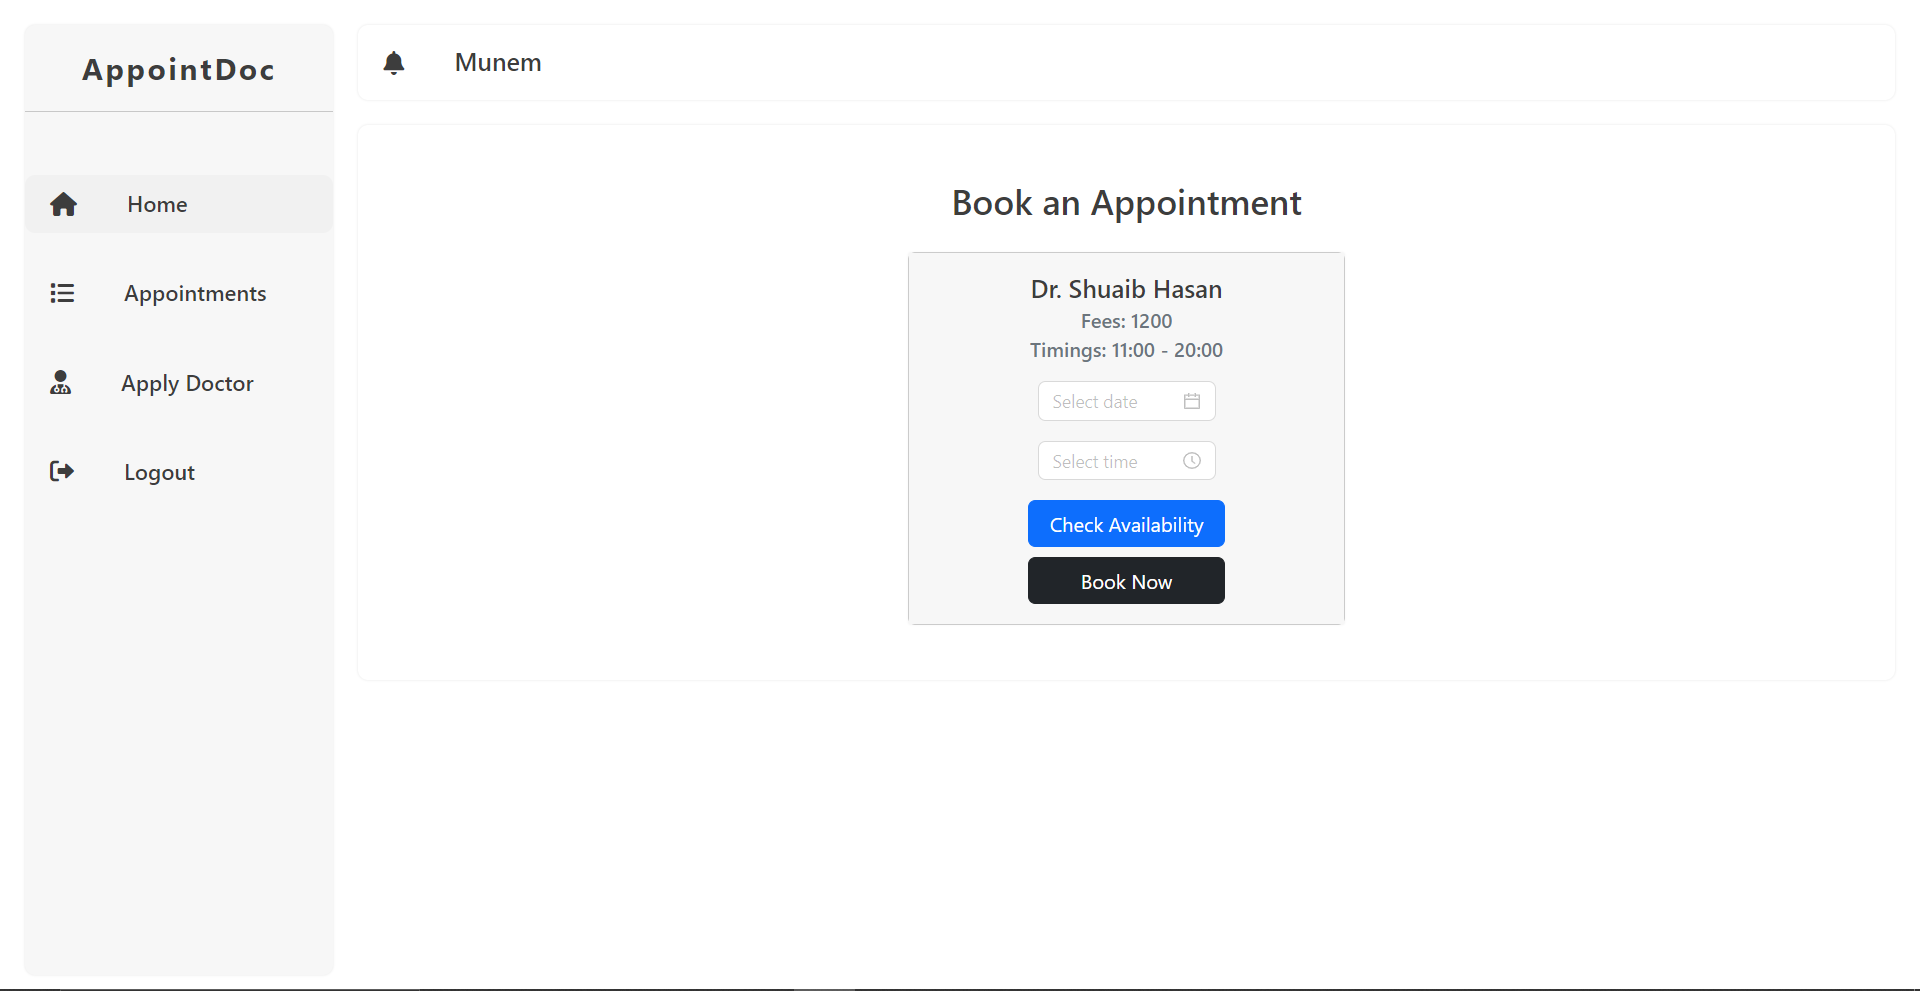 AppointDoc
Home
Appointments
Apply Doctor
Logout
Munem
Book an Appointment
Dr. Shuaib Hasan
Fees: 1200
Timings: 11:00 - 20:00
Select date
Select time
Check Availability
Book Now